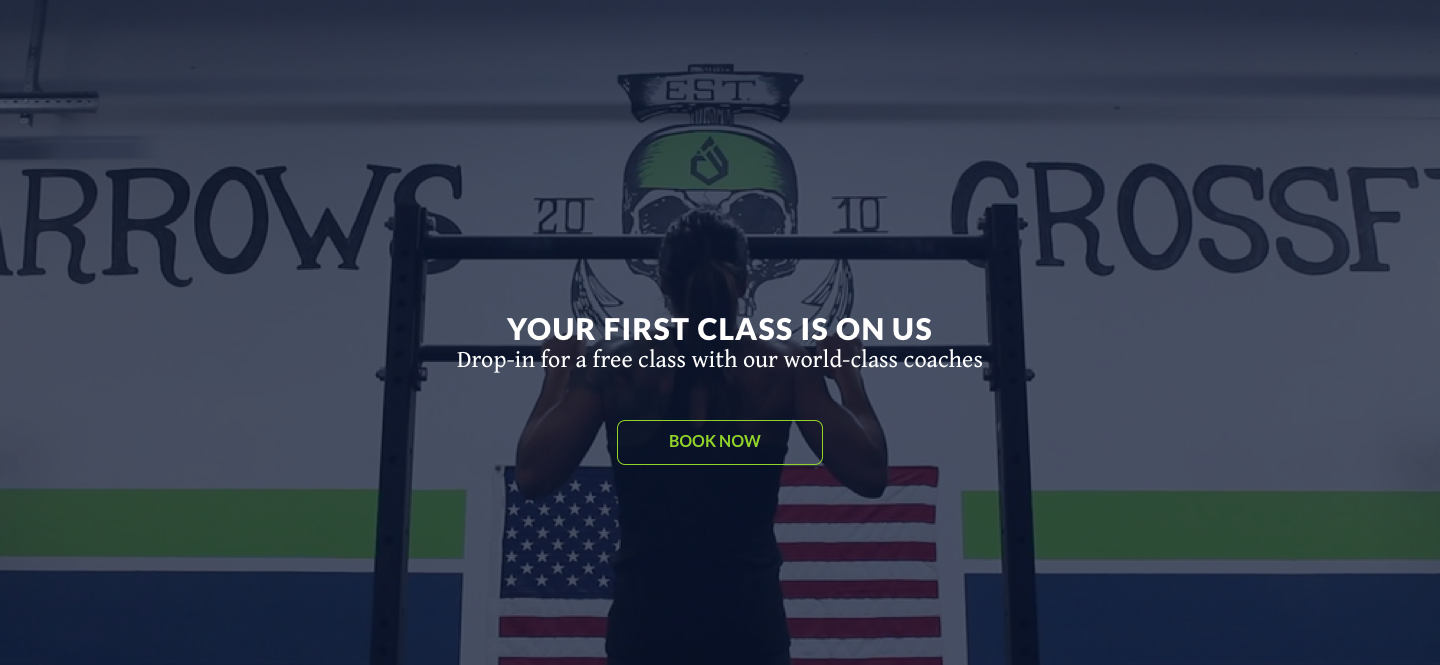 EST.
ARROWS 20 10 CROSSF
YOUR FIRST CLASS IS ON US
Drop-in for a free class with our world-class coaches
BOOK NOW